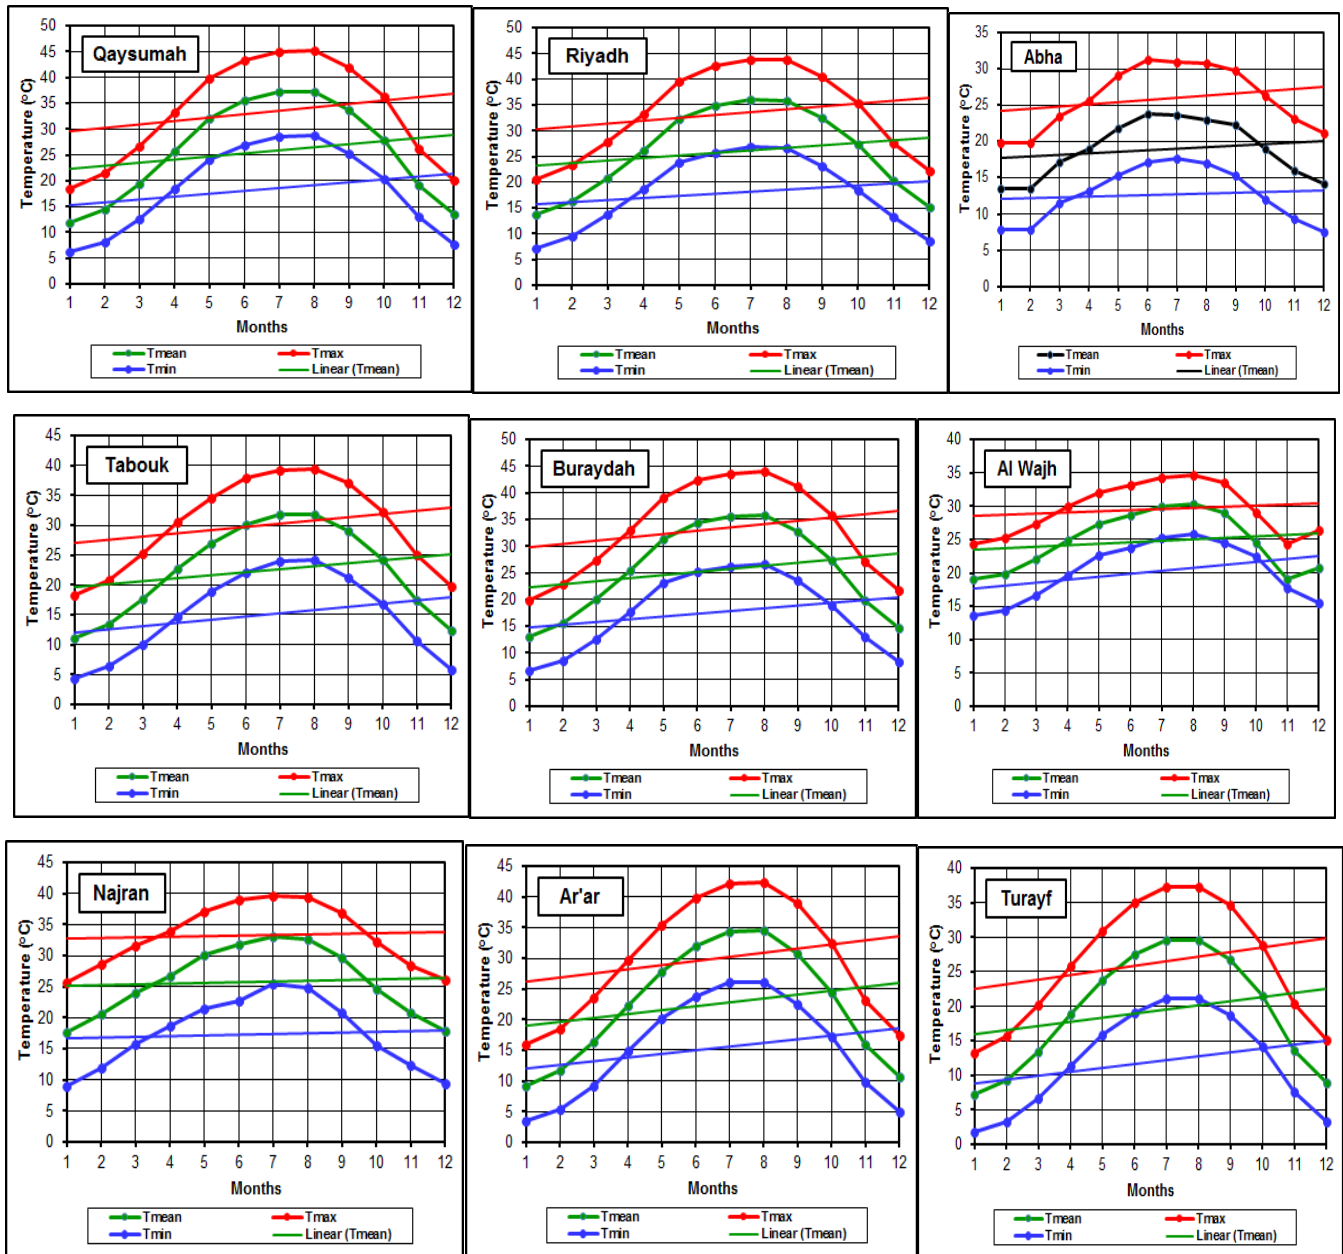 Qaysumah
Temperature (°C)
50
45
40
35
30
25
20
15
10
5
0
1 2 3 4 5 6 7 8 9 10 11 12
Months
Tmean Tmax
Tmin Linear (Tmean)
Riyadh
Temperature (°C)
50
45
40
35
30
25
20
15
10
5
0
1 2 3 4 5 6 7 8 9 10 11 12
Months
Tmean Tmax
Tmin Linear (Tmean)
Abha
Temperature (°C)
35
30
25
20
15
10
5
0
1 2 3 4 5 6 7 8 9 10 11 12
Months
Tmean Tmax
Tmin Linear (Tmean)
Tabouk
Temperature (°C)
45
40
35
30
25
20
15
10
5
0
1 2 3 4 5 6 7 8 9 10 11 12
Months
Tmean Tmax
Tmin Linear (Tmean)
Buraydah
Temperature (°C)
50
45
40
35
30
25
20
15
10
5
0
1 2 3 4 5 6 7 8 9 10 11 12
Months
Tmean Tmax
Tmin Linear (Tmean)
Al Wajh
Temperature (°C)
40
35
30
25
20
15
10
5
0
1 2 3 4 5 6 7 8 9 10 11 12
Months
Tmean Tmax
Tmin Linear (Tmean)
Najran
Temperature (°C)
45
40
35
30
25
20
15
10
5
0
1 2 3 4 5 6 7 8 9 10 11 12
Months
Tmean Tmax
Tmin Linear (Tmean)
Ar'ar
Temperature (°C)
45
40
35
30
25
20
15
10
5
0
1 2 3 4 5 6 7 8 9 10 11 12
Months
Tmean Tmax
Tmin Linear (Tmean)
Turayf
Temperature (°C)
40
35
30
25
20
15
10
5
0
1 2 3 4 5 6 7 8 9 10 11 12
Months
Tmean Tmax
Tmin Linear (Tmean)